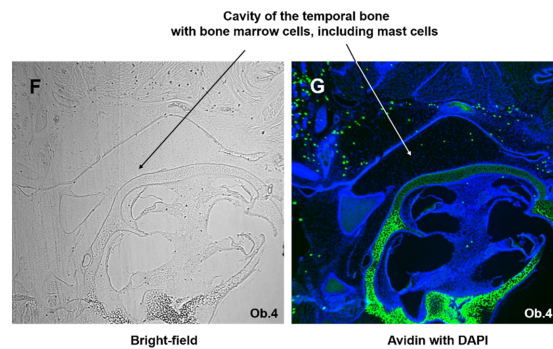 Cavity of the temporal bone
with bone marrow cells, including mast cells
F
G
Ob.4
Ob.4
Bright-field
Avidin with DAPI